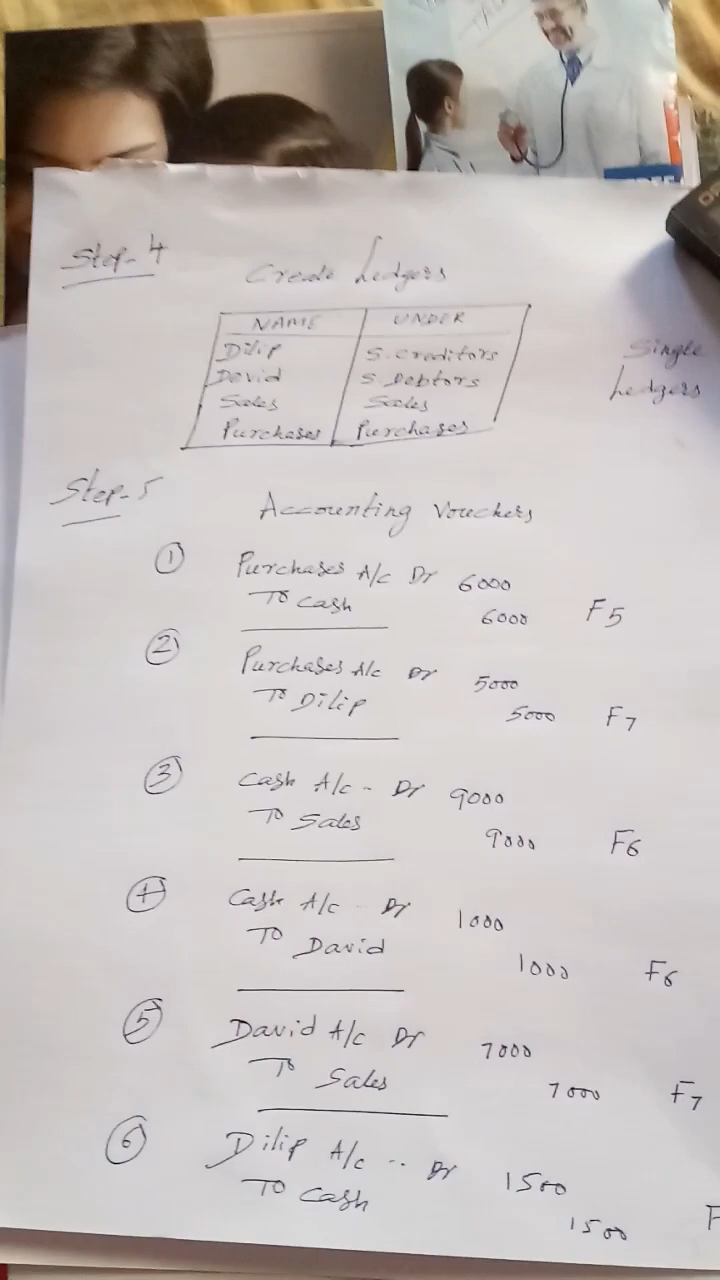 Step-4
Create Ledgers
NAME UNDER
Dilip S. Creditors
David S. Debtors
Sales Sales
Purchases Purchases
Single
Ledgers
Step-5
Accounting Vouchers
1 Purchases A/c Dr 6000
To Cash 6000 F5
2 Purchases A/c Dr 5000
To Dilip 5000 F7
3 Cash A/c - Dr 9000
To Sales 9000 F6
4 Cash A/c .. Dr 1000
To David 1000 F6
5 David A/c Dr 7000
To Sales 7000 F7
6 Dilip A/c .. Dr 1500
To Cash 1500 F